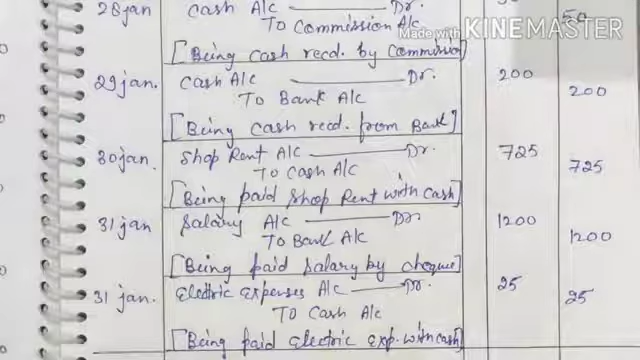 28 jan Cash A/c ——— Dr.
To Commission A/c 50
Made with KINEMASTER
[Being cash recd. by Commission]
29 jan. Cash A/c ——— Dr. 200
To Bank A/c 200
[Being cash recd. from Bank]
30 jan. Shop Rent A/c ——— Dr. 725
To Cash A/c 725
[Being paid Shop Rent with cash]
31 jan Salary A/c ——— Dr. 1200
To Bank A/c 1200
[Being paid Salary by cheque]
31 jan. Electric Expenses A/c ——— Dr. 25
To Cash A/c 25
[Being paid Electric Exp. with cash]